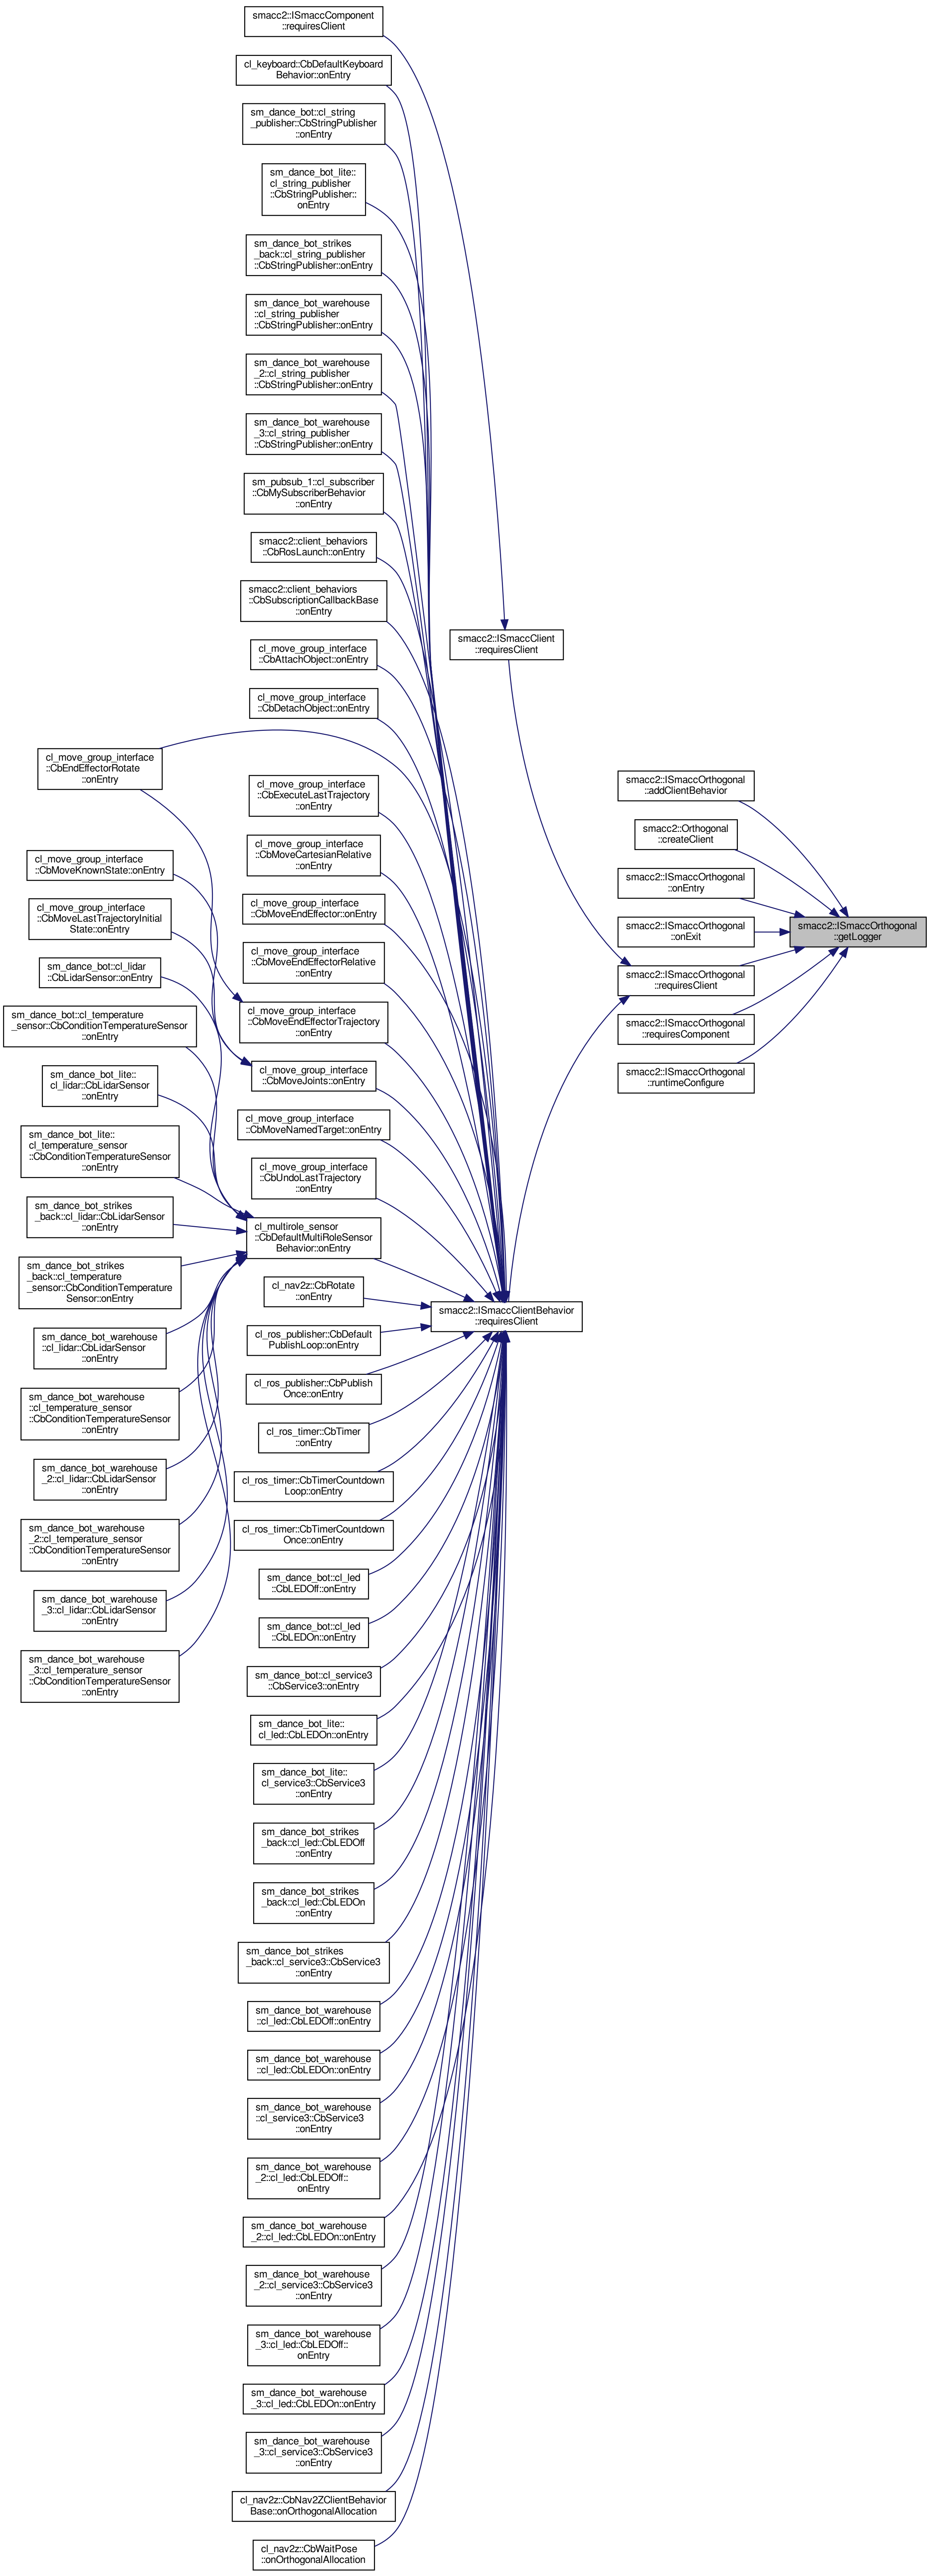 smacc2::ISmaccComponent
::requiresClient
cl_keyboard::CbDefaultKeyboard
Behavior::onEntry
sm_dance_bot::cl_string
_publisher::CbStringPublisher
::onEntry
sm_dance_bot_lite::
cl_string_publisher
::CbStringPublisher::
onEntry
sm_dance_bot_strikes
_back::cl_string_publisher
::CbStringPublisher::onEntry
sm_dance_bot_warehouse
::cl_string_publisher
::CbStringPublisher::onEntry
sm_dance_bot_warehouse
_2::cl_string_publisher
::CbStringPublisher::onEntry
sm_dance_bot_warehouse
_3::cl_string_publisher
::CbStringPublisher::onEntry
sm_pubsub_1::cl_subscriber
::CbMySubscriberBehavior
::onEntry
smacc2::client_behaviors
::CbRosLaunch::onEntry
smacc2::client_behaviors
::CbSubscriptionCallbackBase
::onEntry
cl_move_group_interface
::CbAttachObject::onEntry
cl_move_group_interface
::CbDetachObject::onEntry
cl_move_group_interface
::CbEndEffectorRotate
::onEntry
cl_move_group_interface
::CbExecuteLastTrajectory
::onEntry
cl_move_group_interface
::CbMoveCartesianRelative
::onEntry
cl_move_group_interface
::CbMoveKnownState::onEntry
cl_move_group_interface
::CbMoveEndEffector::onEntry
cl_move_group_interface
::CbMoveLastTrajectoryInitial
State::onEntry
cl_move_group_interface
::CbMoveEndEffectorRelative
::onEntry
sm_dance_bot::cl_lidar
::CbLidarSensor::onEntry
cl_move_group_interface
::CbMoveEndEffectorTrajectory
::onEntry
sm_dance_bot::cl_temperature
_sensor::CbConditionTemperatureSensor
::onEntry
cl_move_group_interface
::CbMoveJoints::onEntry
sm_dance_bot_lite::
cl_lidar::CbLidarSensor
::onEntry
cl_move_group_interface
::CbMoveNamedTarget::onEntry
sm_dance_bot_lite::
cl_temperature_sensor
::CbConditionTemperatureSensor
::onEntry
cl_move_group_interface
::CbUndoLastTrajectory
::onEntry
sm_dance_bot_strikes
_back::cl_lidar::CbLidarSensor
::onEntry
cl_multirole_sensor
::CbDefaultMultiRoleSensor
Behavior::onEntry
sm_dance_bot_strikes
_back::cl_temperature
_sensor::CbConditionTemperature
Sensor::onEntry
cl_nav2z::CbRotate
::onEntry
sm_dance_bot_warehouse
::cl_lidar::CbLidarSensor
::onEntry
cl_ros_publisher::CbDefault
PublishLoop::onEntry
sm_dance_bot_warehouse
::cl_temperature_sensor
::CbConditionTemperatureSensor
::onEntry
cl_ros_publisher::CbPublish
Once::onEntry
cl_ros_timer::CbTimer
::onEntry
sm_dance_bot_warehouse
_2::cl_lidar::CbLidarSensor
::onEntry
cl_ros_timer::CbTimerCountdown
Loop::onEntry
sm_dance_bot_warehouse
_2::cl_temperature_sensor
::CbConditionTemperatureSensor
::onEntry
cl_ros_timer::CbTimerCountdown
Once::onEntry
sm_dance_bot_warehouse
_3::cl_lidar::CbLidarSensor
::onEntry
sm_dance_bot::cl_led
::CbLEDOff::onEntry
sm_dance_bot_warehouse
_3::cl_temperature_sensor
::CbConditionTemperatureSensor
::onEntry
sm_dance_bot::cl_led
::CbLEDOn::onEntry
sm_dance_bot::cl_service3
::CbService3::onEntry
sm_dance_bot_lite::
cl_led::CbLEDOn::onEntry
sm_dance_bot_lite::
cl_service3::CbService3
::onEntry
sm_dance_bot_strikes
_back::cl_led::CbLEDOff
::onEntry
sm_dance_bot_strikes
_back::cl_led::CbLEDOn
::onEntry
sm_dance_bot_strikes
_back::cl_service3::CbService3
::onEntry
sm_dance_bot_warehouse
::cl_led::CbLEDOff::onEntry
sm_dance_bot_warehouse
::cl_led::CbLEDOn::onEntry
sm_dance_bot_warehouse
::cl_service3::CbService3
::onEntry
sm_dance_bot_warehouse
_2::cl_led::CbLEDOff::
onEntry
sm_dance_bot_warehouse
_2::cl_led::CbLEDOn::onEntry
sm_dance_bot_warehouse
_2::cl_service3::CbService3
::onEntry
sm_dance_bot_warehouse
_3::cl_led::CbLEDOff::
onEntry
sm_dance_bot_warehouse
_3::cl_led::CbLEDOn::onEntry
sm_dance_bot_warehouse
_3::cl_service3::CbService3
::onEntry
cl_nav2z::CbNav2ZClientBehavior
Base::onOrthogonalAllocation
cl_nav2z::CbWaitPose
::onOrthogonalAllocation
smacc2::ISmaccClient
::requiresClient
smacc2::ISmaccClientBehavior
::requiresClient
smacc2::ISmaccOrthogonal
::addClientBehavior
smacc2::Orthogonal
::createClient
smacc2::ISmaccOrthogonal
::onEntry
smacc2::ISmaccOrthogonal
::onExit
smacc2::ISmaccOrthogonal
::requiresClient
smacc2::ISmaccOrthogonal
::requiresComponent
smacc2::ISmaccOrthogonal
::runtimeConfigure
smacc2::ISmaccOrthogonal
::getLogger